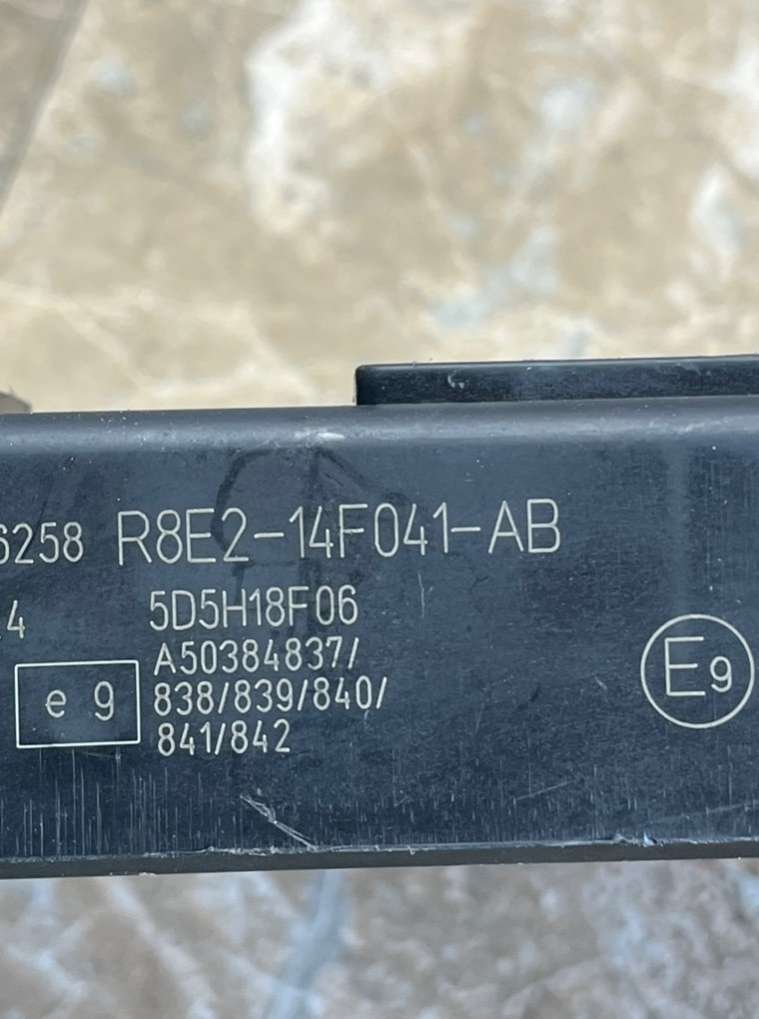 6258 R8E2-14F041-AB
4 5D5H18F06
A50384837/
e 9 838/839/840/
841/842
E9